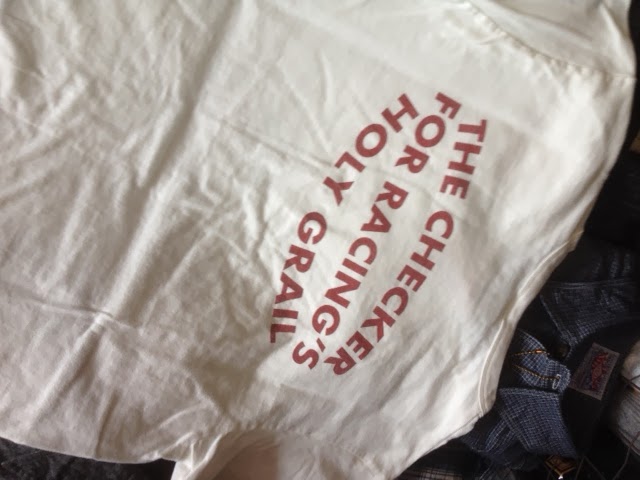 THE CHECKER
FOR RACING'S
HOLY GRAIL